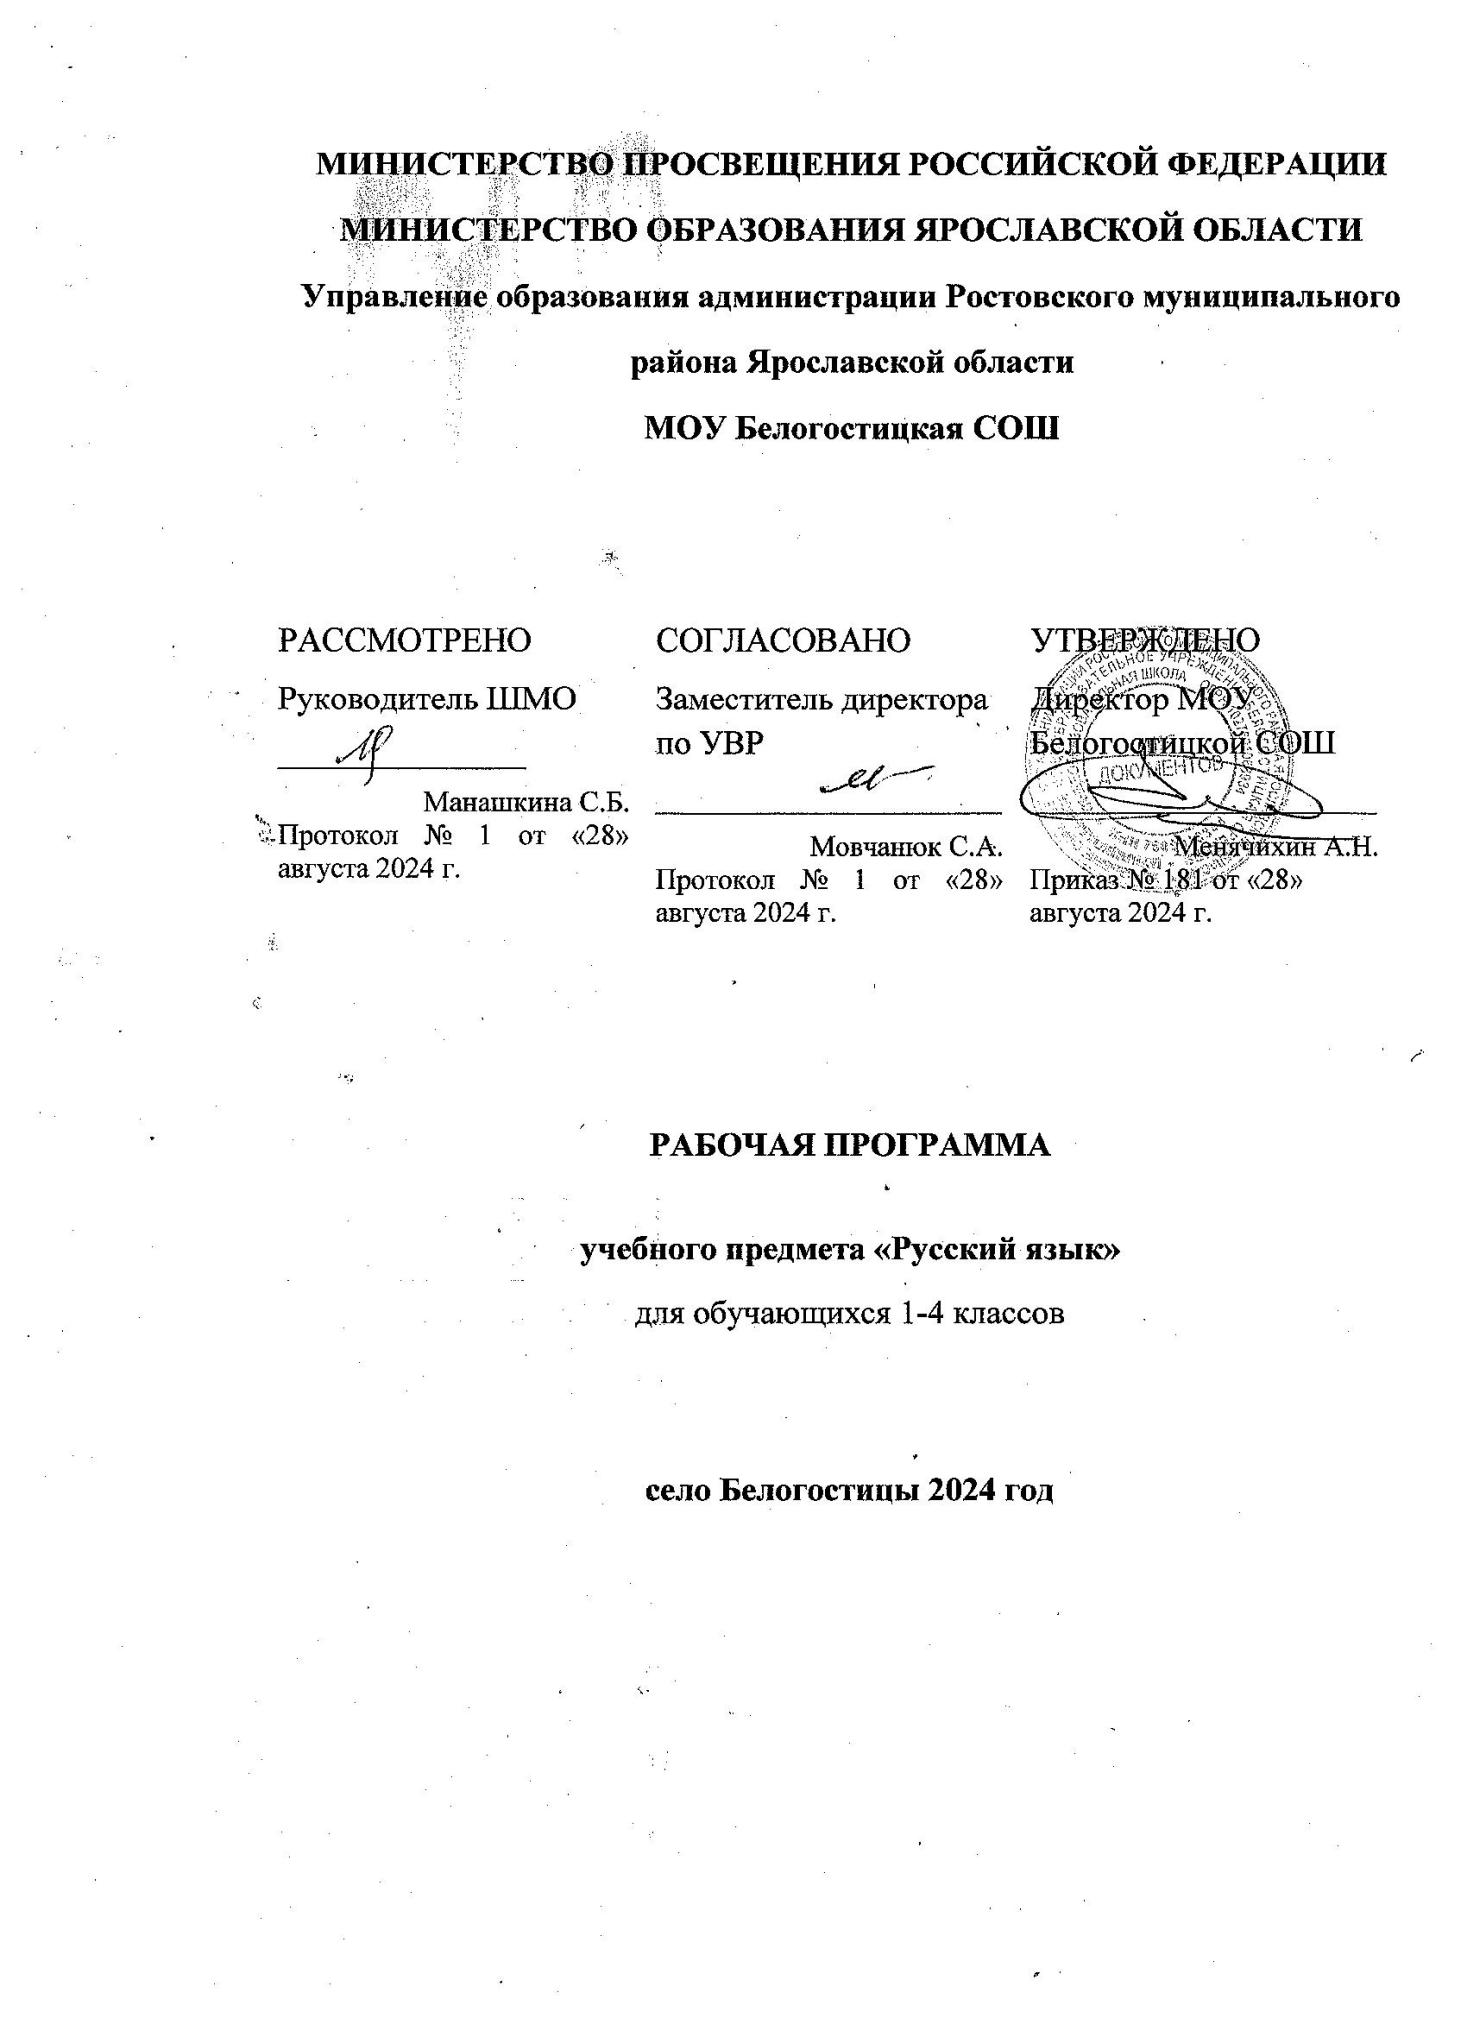 МИНИСТЕРСТВО ПРОСВЕЩЕНИЯ РОССИЙСКОЙ ФЕДЕРАЦИИ
МИНИСТЕРСТВО ОБРАЗОВАНИЯ ЯРОСЛАВСКОЙ ОБЛАСТИ
Управление образования администрации Ростовского муниципального
района Ярославской области
МОУ Белогостицкая СОШ
РАССМОТРЕНО
Руководитель ШМО
Манашкина С.Б.
Протокол № 1 от «28»
августа 2024 г.
СОГЛАСОВАНО
Заместитель директора
по УВР
Мовчанюк С.А.
Протокол № 1 от «28»
августа 2024 г.
УТВЕРЖДЕНО
Директор МОУ
Белогостицкой СОШ
ДОКУМЕНТОВ
Менячихин А.Н.
Приказ № 181 от «28»
августа 2024 г.
РАБОЧАЯ ПРОГРАММА
учебного предмета «Русский язык»
для обучающихся 1-4 классов
село Белогостицы 2024 год